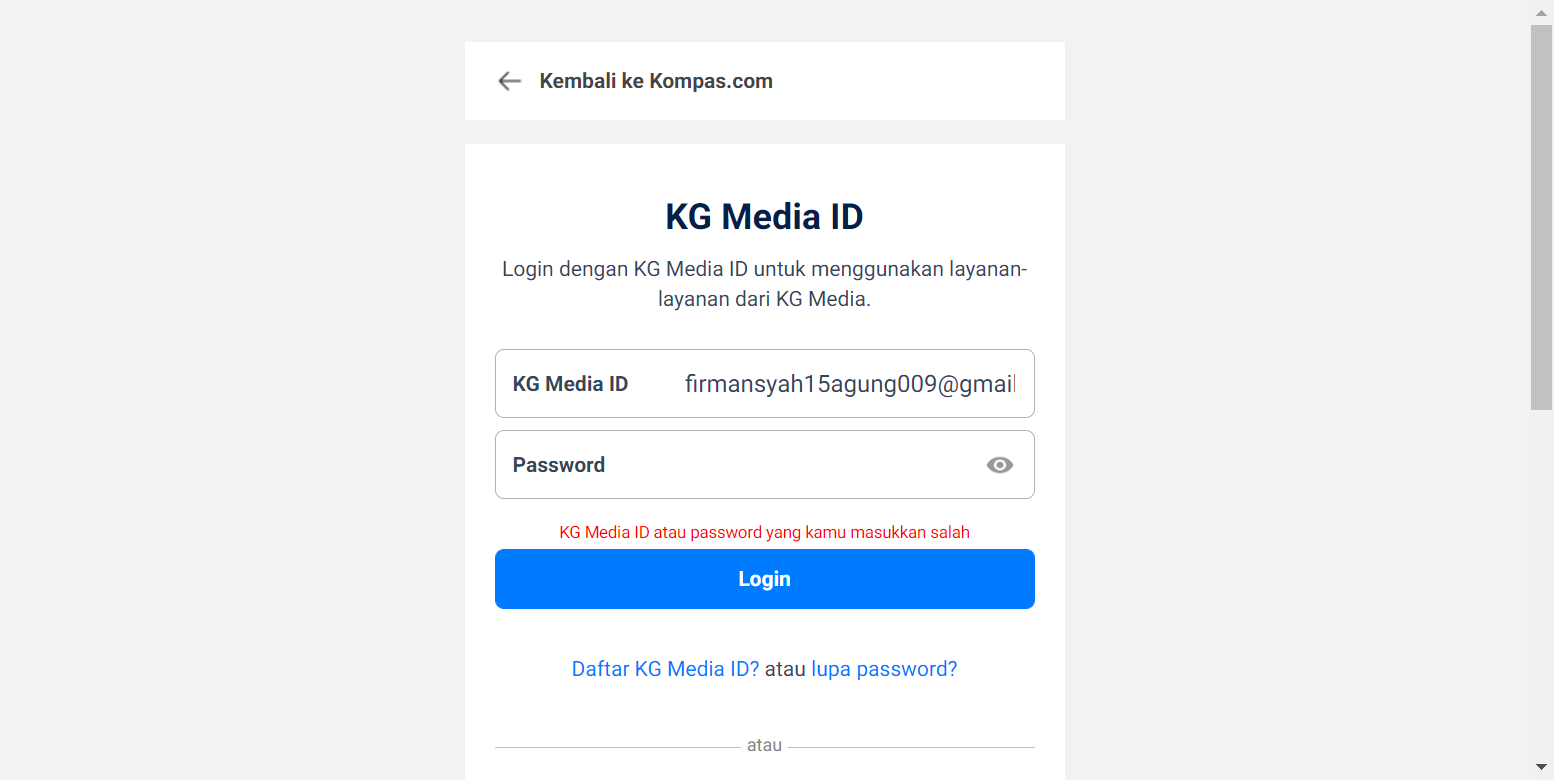 Kembali ke Kompas.com
KG Media ID
Login dengan KG Media ID untuk menggunakan layanan-
layanan dari KG Media.
KG Media ID firmansyah15agung009@gmail
Password
KG Media ID atau password yang kamu masukkan salah
Login
Daftar KG Media ID? atau lupa password?
atau